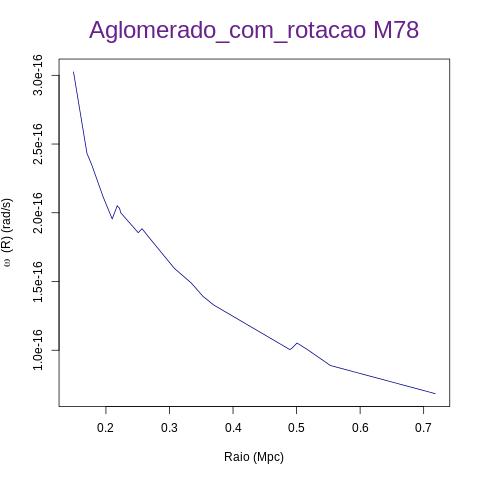 Aglomerado_com_rotacao M78
3.0e-16
2.5e-16
2.0e-16
1.5e-16
1.0e-16
ω (R) (rad/s)
0.2 0.3 0.4 0.5 0.6 0.7
Raio (Mpc)